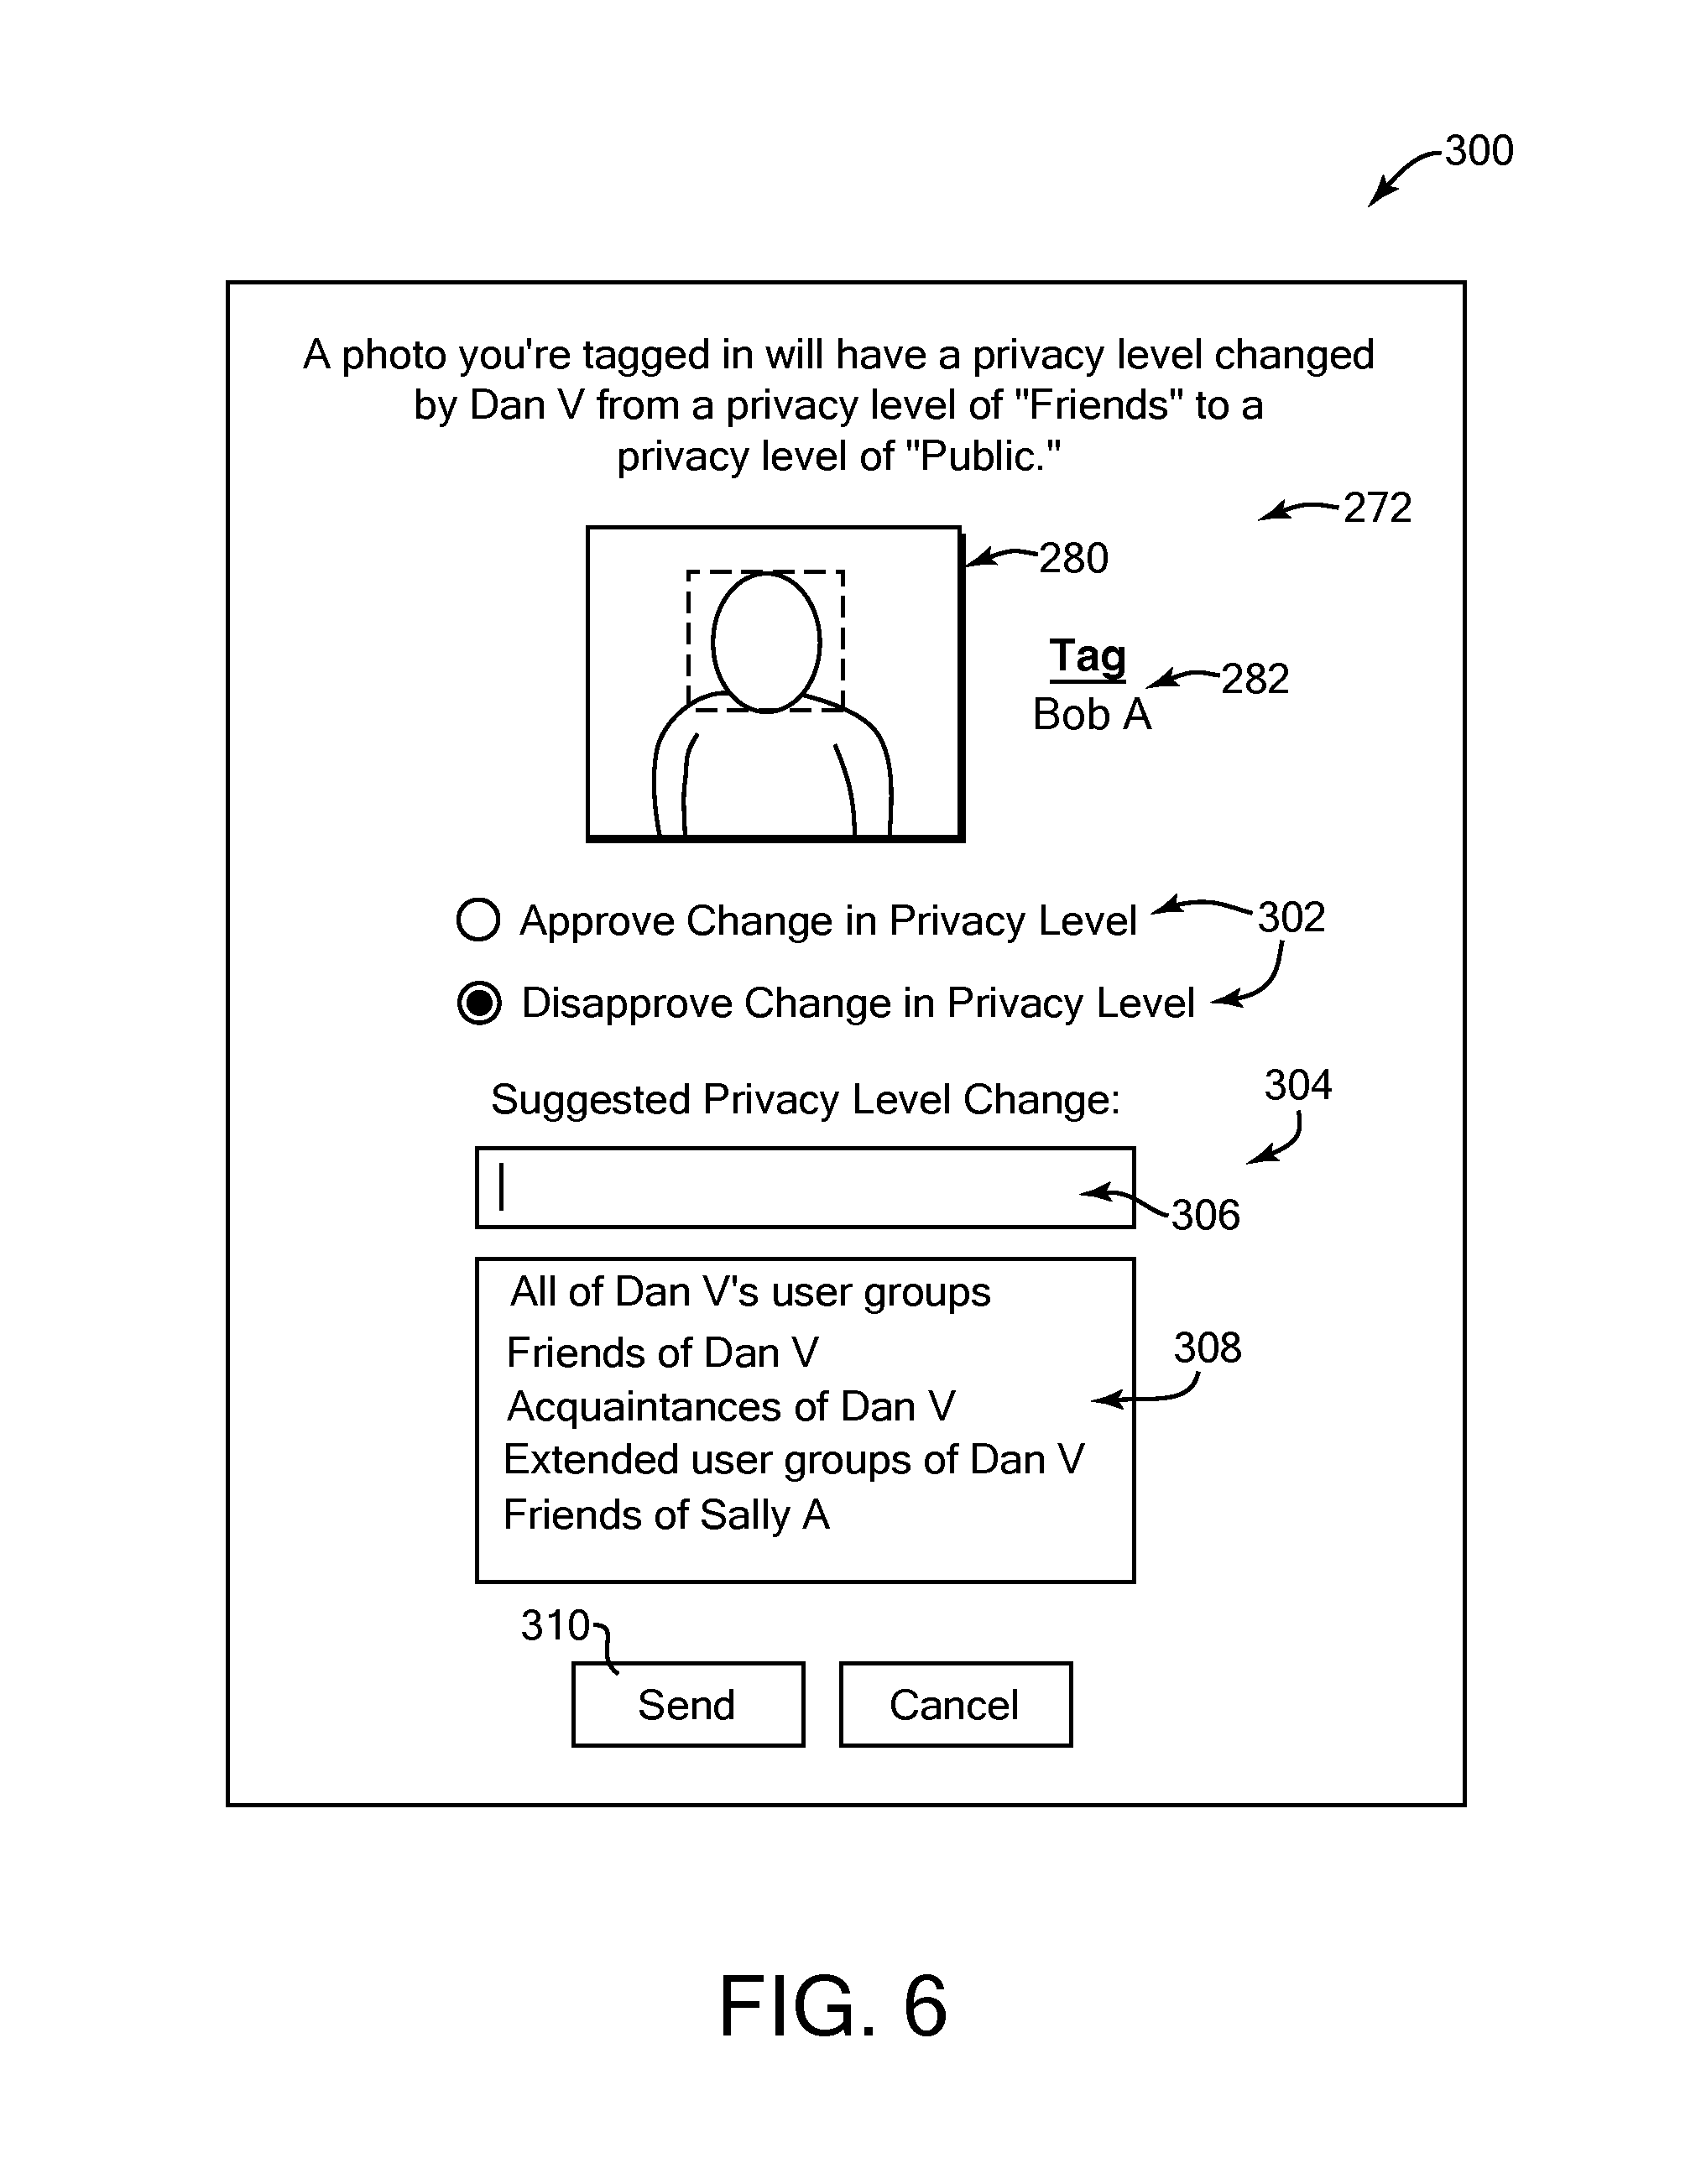 300
A photo you're tagged in will have a privacy level changed
by Dan V from a privacy level of "Friends" to a
privacy level of "Public."
272
280
Tag
282
Bob A
Approve Change in Privacy Level
302
Disapprove Change in Privacy Level
304
Suggested Privacy Level Change:
306
All of Dan V's user groups
Friends of Dan V
308
Acquaintances of Dan V
Extended user groups of Dan V
Friends of Sally A
310
Send
Cancel
FIG. 6